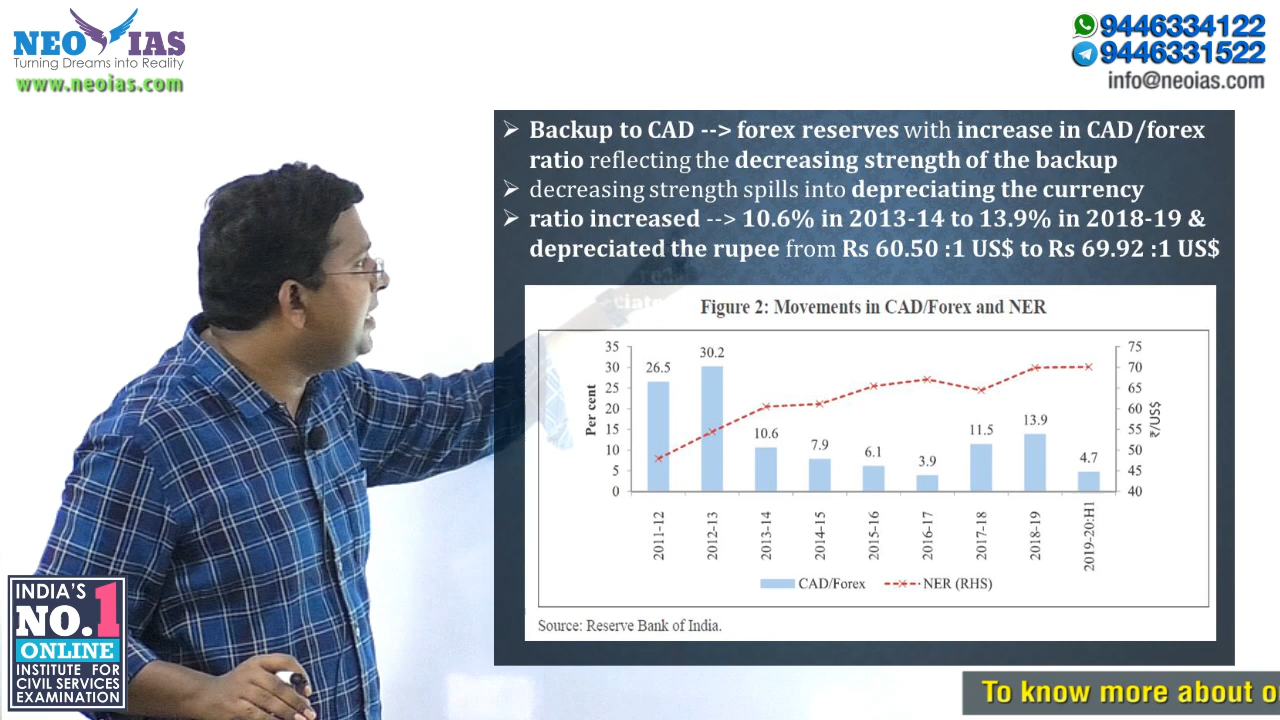 NEO IAS
Turning Dreams into Reality
www.neoias.com
9446334122
9446331522
info@neoias.com
➢ Backup to CAD --> forex reserves with increase in CAD/forex
ratio reflecting the decreasing strength of the backup
➢ decreasing strength spills into depreciating the currency
➢ ratio increased --> 10.6% in 2013-14 to 13.9% in 2018-19 &
depreciated the rupee from Rs 60.50 :1 US$ to Rs 69.92 :1 US$
Figure 2: Movements in CAD/Forex and NER
Per cent
35
30
25
20
15
10
5
0
26.5
30.2
10.6
7.9
6.1
3.9
11.5
13.9
4.7
75
70
65
60
55
50
45
40
₹/US$
2011-12
2012-13
2013-14
2014-15
2015-16
2016-17
2017-18
2018-19
2019-20:H1
CAD/Forex
NER (RHS)
Source: Reserve Bank of India.
INDIA'S
NO.1
ONLINE
INSTITUTE FOR
CIVIL SERVICES
EXAMINATION
To know more about o